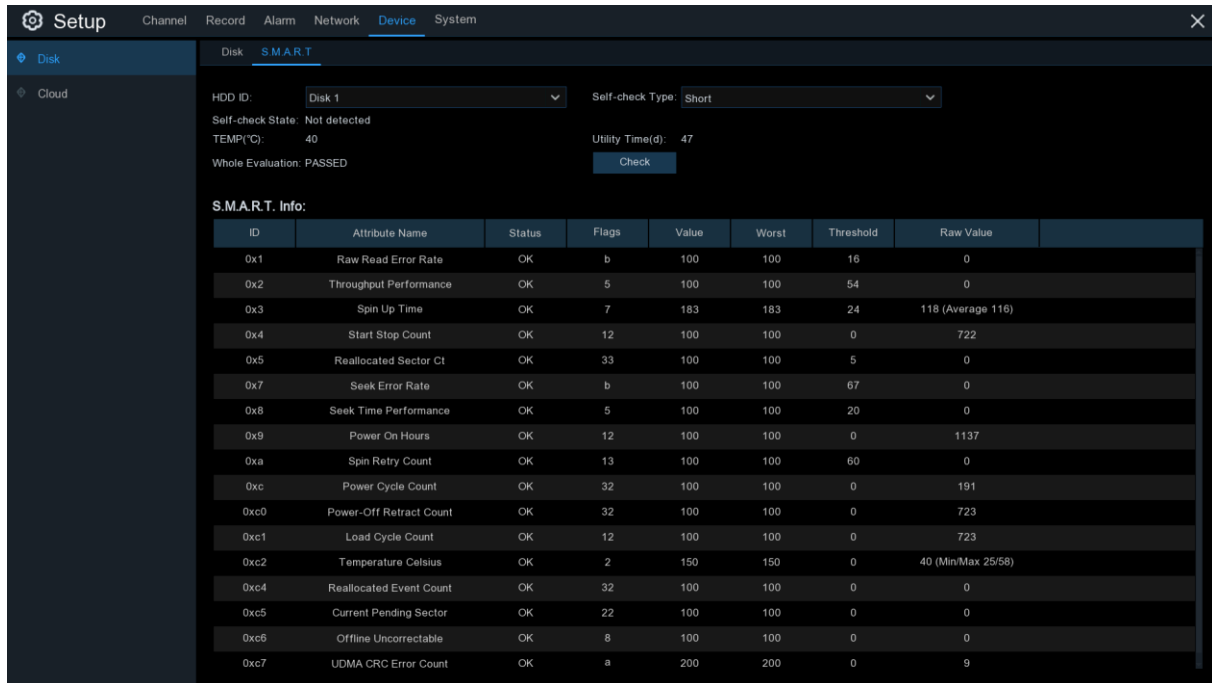 Setup Channel Record Alarm Network Device System
Disk
Cloud
Disk S.M.A.R.T
HDD ID: Disk 1 Self-check Type: Short
Self-check State: Not detected
TEMP(°C): 40 Utility Time(d): 47
Whole Evaluation: PASSED Check
S.M.A.R.T. Info:
ID Attribute Name Status Flags Value Worst Threshold Raw Value
0x1 Raw Read Error Rate OK b 100 100 16 0
0x2 Throughput Performance OK 5 100 100 54 0
0x3 Spin Up Time OK 7 183 183 24 118 (Average 116)
0x4 Start Stop Count OK 12 100 100 0 722
0x5 Reallocated Sector Ct OK 33 100 100 5 0
0x7 Seek Error Rate OK b 100 100 67 0
0x8 Seek Time Performance OK 5 100 100 20 0
0x9 Power On Hours OK 12 100 100 0 1137
0xa Spin Retry Count OK 13 100 100 60 0
0xc Power Cycle Count OK 32 100 100 0 191
0xc0 Power-Off Retract Count OK 32 100 100 0 723
0xc1 Load Cycle Count OK 12 100 100 0 723
0xc2 Temperature Celsius OK 2 150 150 0 40 (Min/Max 25/58)
0xc4 Reallocated Event Count OK 32 100 100 0 0
0xc5 Current Pending Sector OK 22 100 100 0 0
0xc6 Offline Uncorrectable OK 8 100 100 0 0
0xc7 UDMA CRC Error Count OK a 200 200 0 9